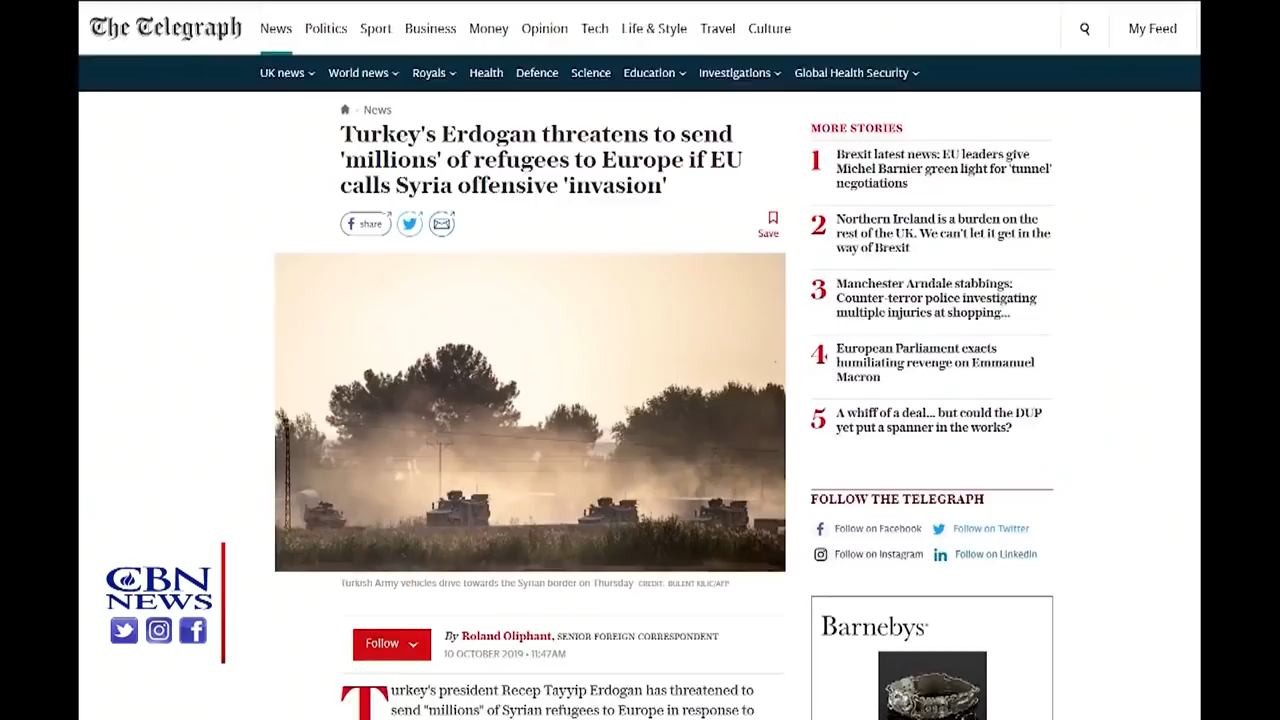 The Telegraph
News Politics Sport Business Money Opinion Tech Life & Style Travel Culture
My Feed
UK news World news Royals Health Defence Science Education Investigations Global Health Security
News
Turkey's Erdogan threatens to send
'millions' of refugees to Europe if EU
calls Syria offensive 'invasion'
share
Save
Turkish Army vehicles drive towards the Syrian border on Thursday CREDIT: BULENT KILIC/AFP
Follow
By Roland Oliphant, SENIOR FOREIGN CORRESPONDENT
10 OCTOBER 2019 • 11:47AM
Turkey's president Recep Tayyip Erdogan has threatened to
send "millions" of Syrian refugees to Europe in response to
MORE STORIES
1 Brexit latest news: EU leaders give
Michel Barnier green light for 'tunnel'
negotiations
2 Northern Ireland is a burden on the
rest of the UK. We can't let it get in the
way of Brexit
3 Manchester Arndale stabbings:
Counter-terror police investigating
multiple injuries at shopping...
4 European Parliament exacts
humiliating revenge on Emmanuel
Macron
5 A whiff of a deal... but could the DUP
yet put a spanner in the works?
FOLLOW THE TELEGRAPH
Follow on Facebook Follow on Twitter
Follow on Instagram Follow on LinkedIn
Barnebys
CBN
NEWS